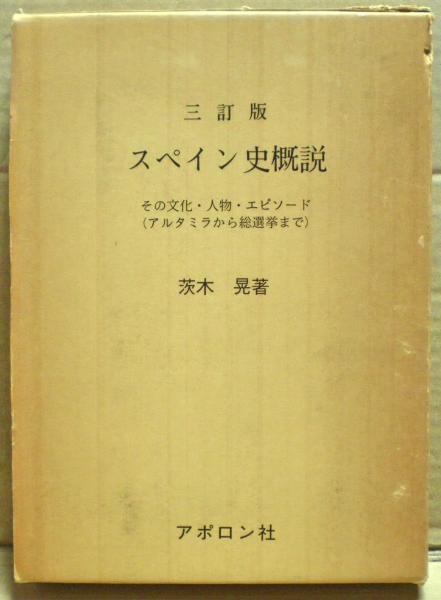 三訂版
スペイン史概説
その文化・人物・エピソード
（アルタミラから総選挙まで）
茨木 晃著
アポロン社